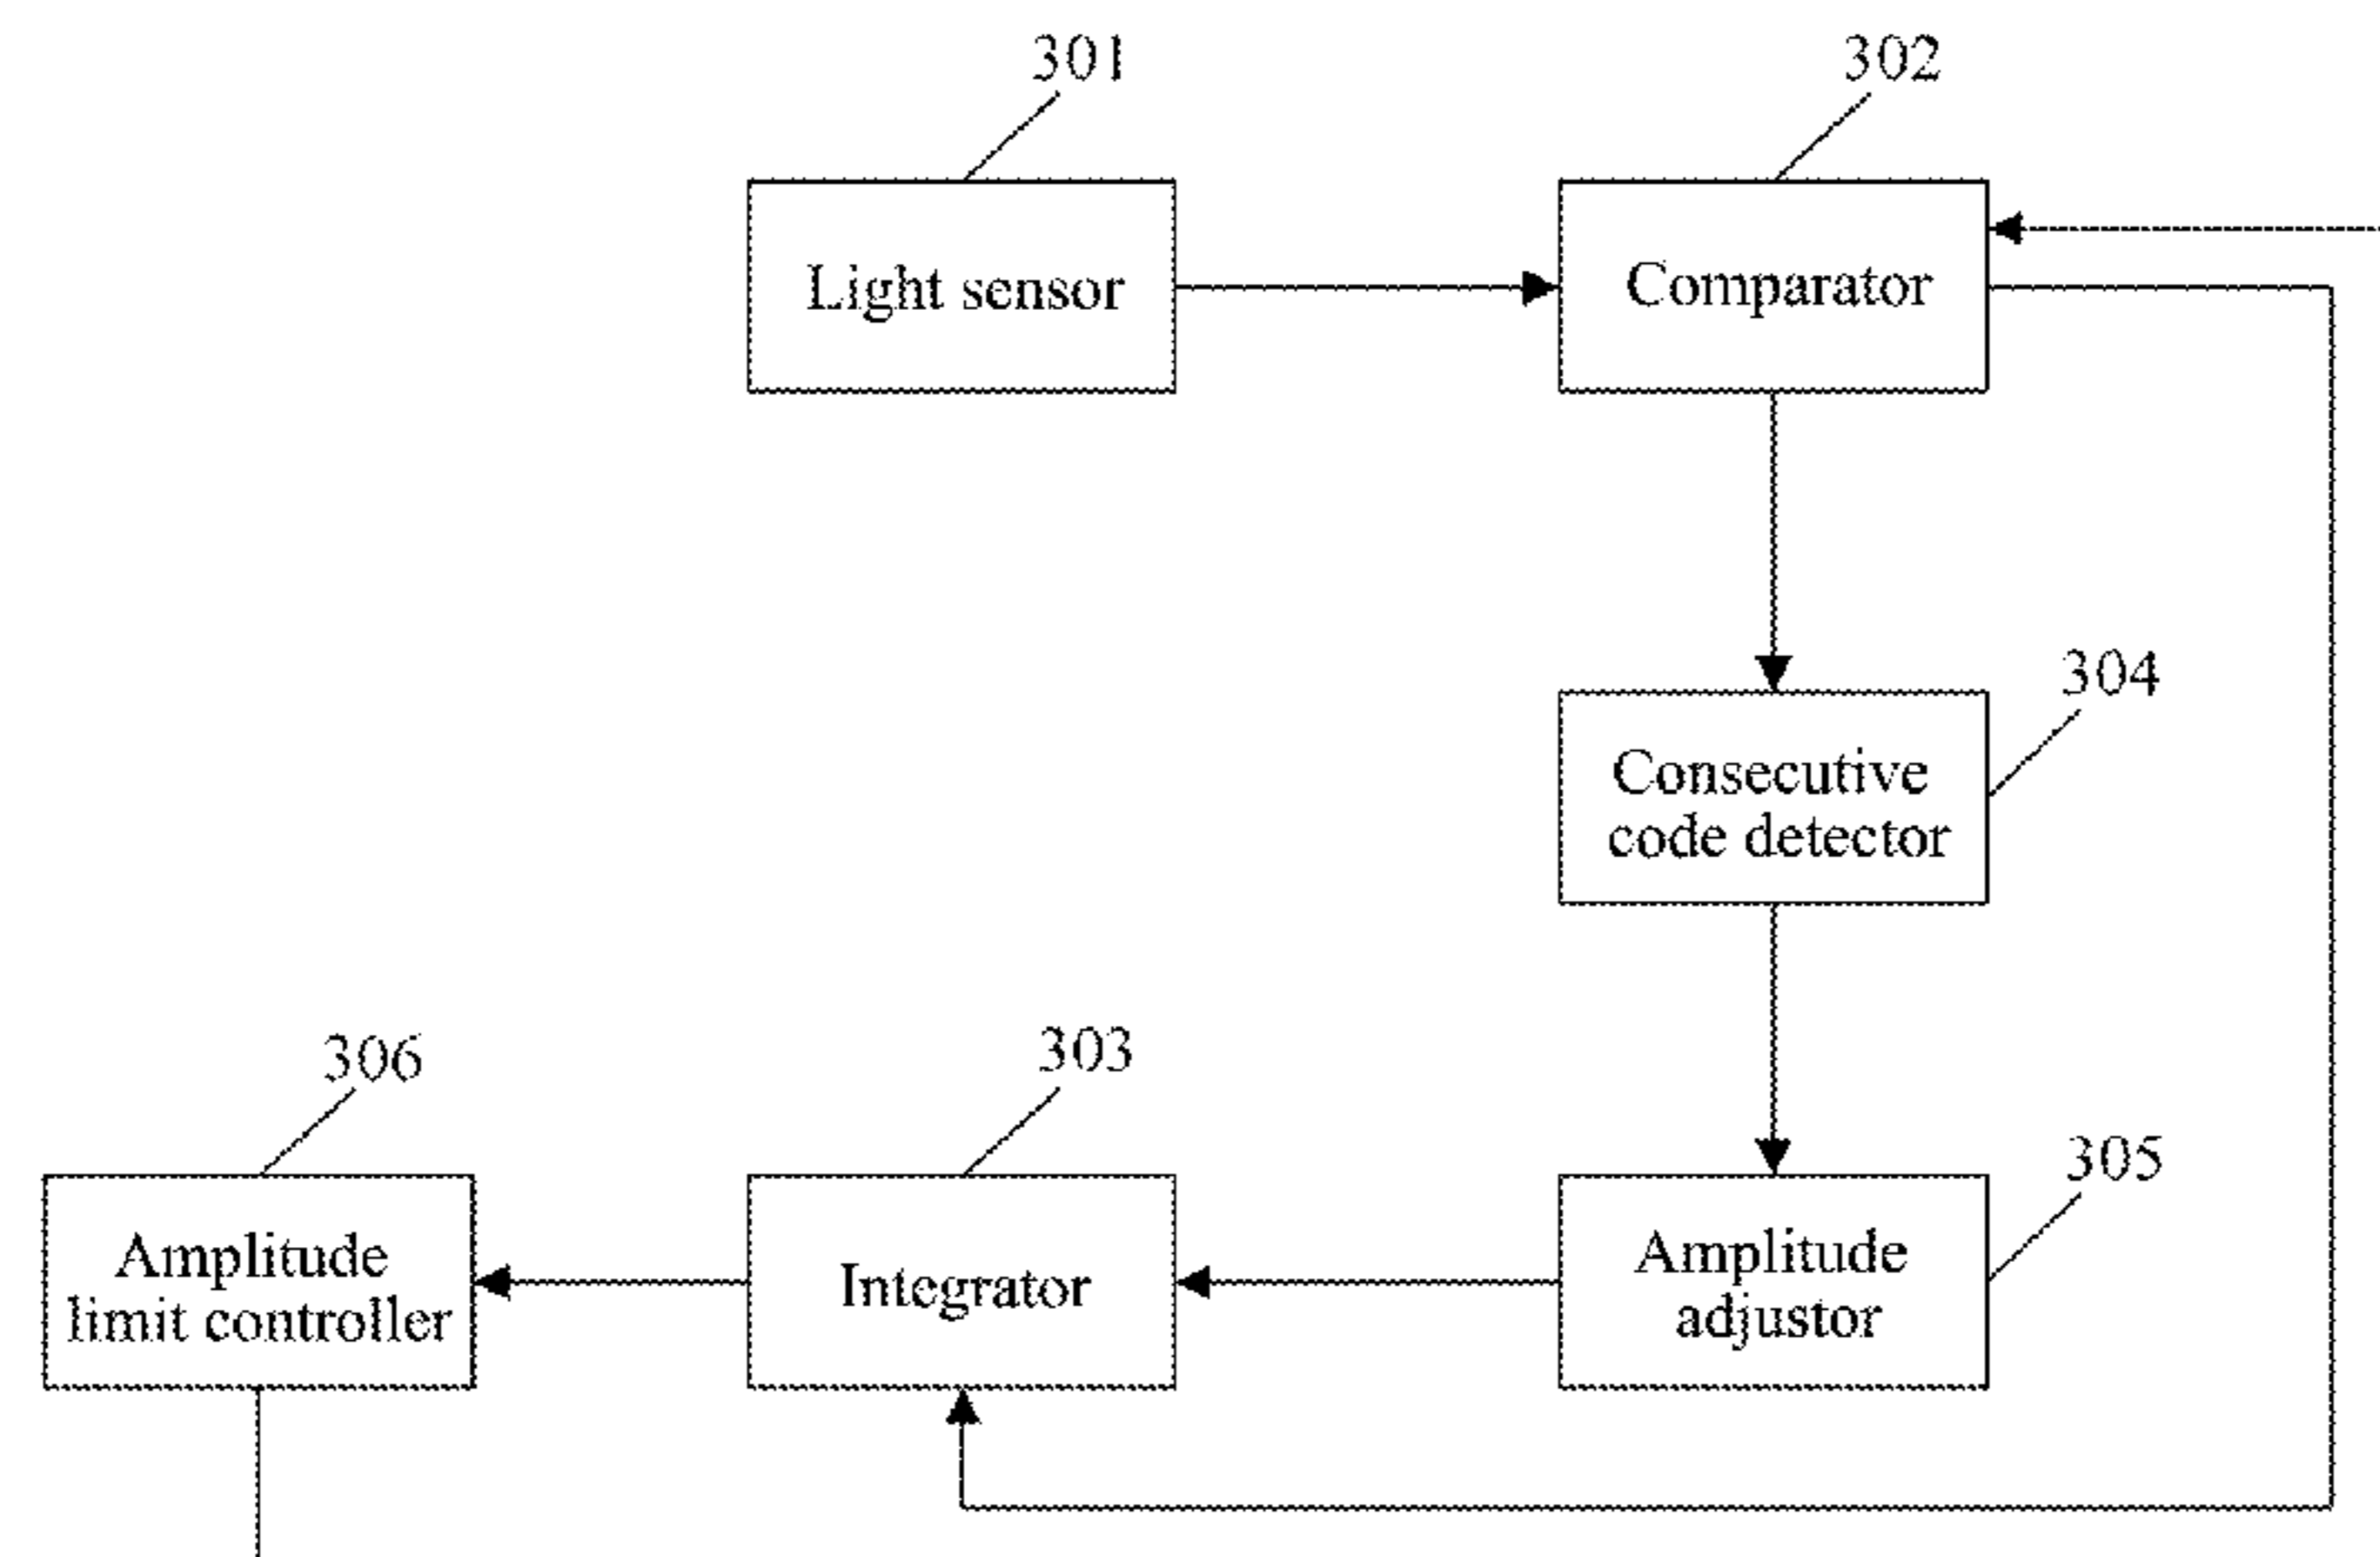 301
302
Light sensor
Comparator
304
Consecutive
code detector
306
303
305
Amplitude
limit controller
Integrator
Amplitude
adjustor